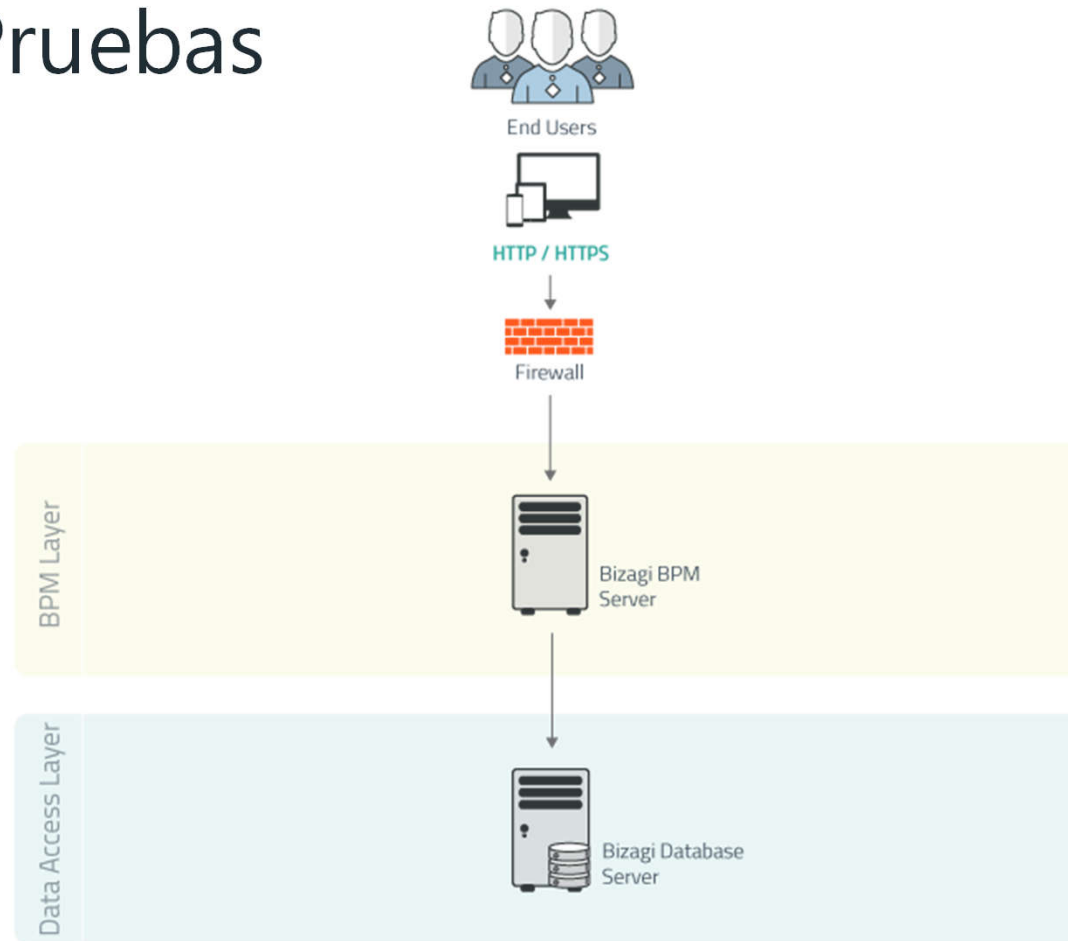 Pruebas
End Users
HTTP / HTTPS
Firewall
BPM Layer
Bizagi BPM
Server
Data Access Layer
Bizagi Database
Server